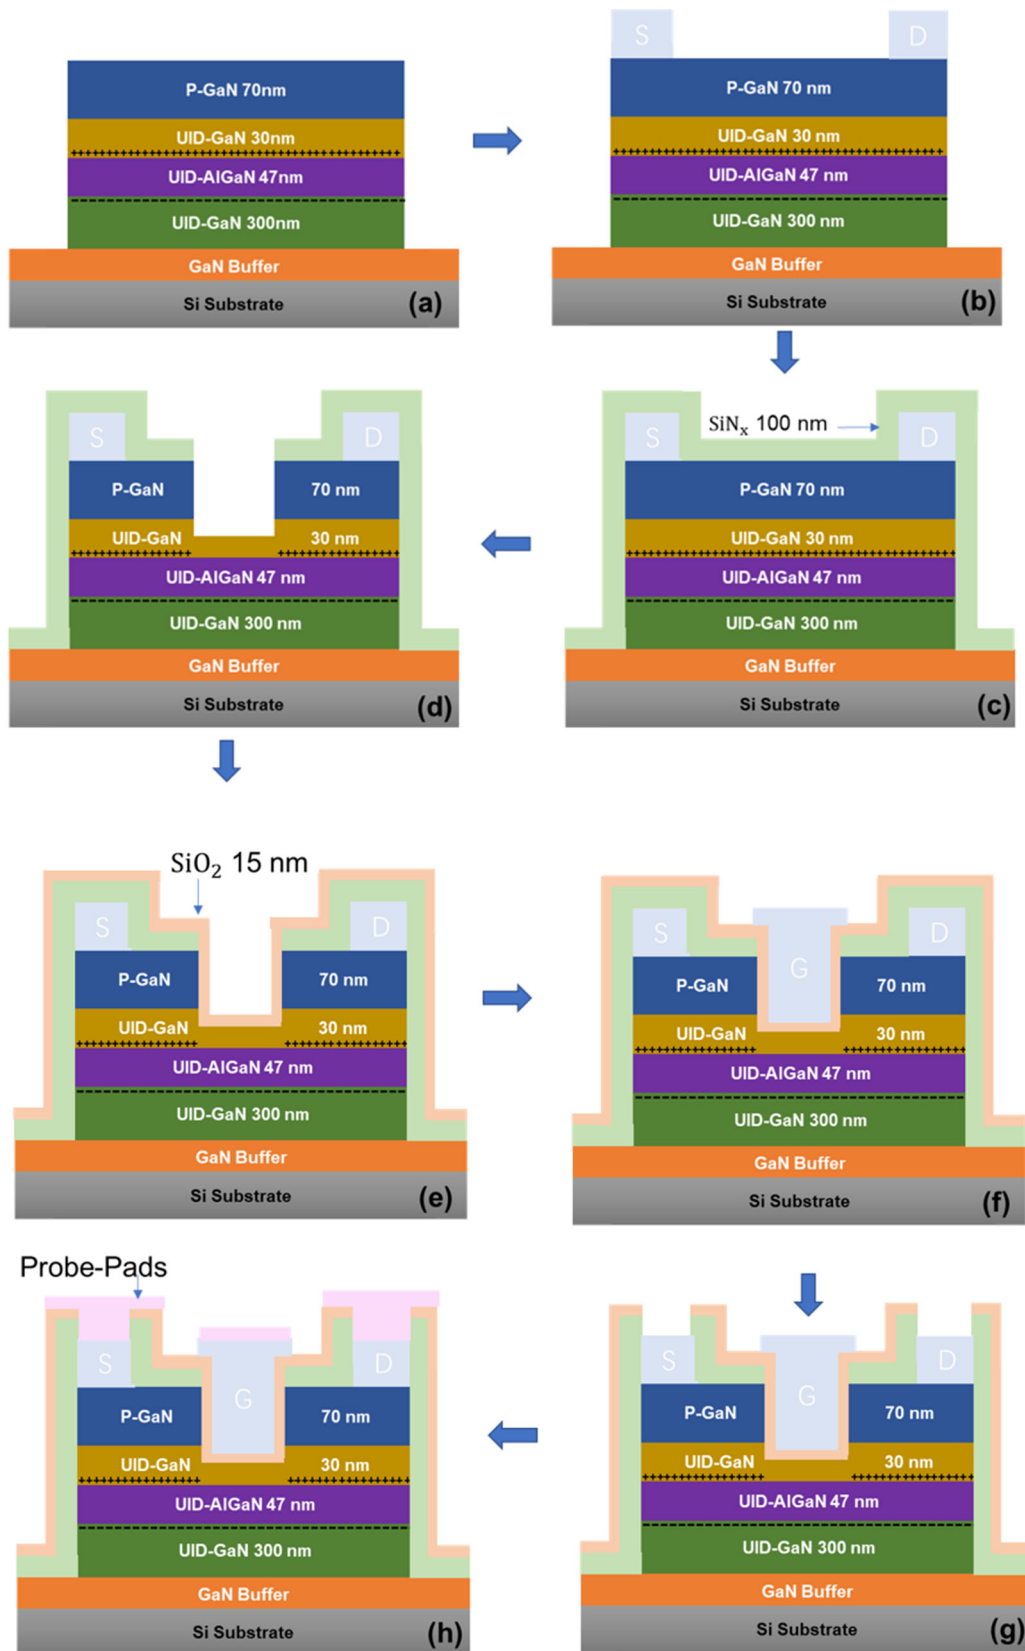 P-GaN 70nm
UID-GaN 30nm
+++++++++++++++++++++++++++++++++
UID-AlGaN 47nm
UID-GaN 300nm
GaN Buffer
Si Substrate
(a)
S
D
P-GaN 70 nm
UID-GaN 30 nm
UID-AlGaN 47 nm
UID-GaN 300 nm
GaN Buffer
Si Substrate
(b)
S
D
P-GaN
70 nm
UID-GaN
30 nm
UID-AlGaN 47 nm
UID-GaN 300 nm
GaN Buffer
Si Substrate
(d)
SiNₓ 100 nm
S
D
P-GaN 70 nm
UID-GaN 30 nm
UID-AlGaN 47 nm
UID-GaN 300 nm
GaN Buffer
Si Substrate
(c)
SiO₂ 15 nm
S
D
P-GaN
70 nm
UID-GaN
30 nm
UID-AlGaN 47 nm
UID-GaN 300 nm
GaN Buffer
Si Substrate
(e)
S
G
D
P-GaN
70 nm
UID-GaN
30 nm
UID-AlGaN 47 nm
UID-GaN 300 nm
GaN Buffer
Si Substrate
(f)
Probe-Pads
S
G
D
P-GaN
70 nm
UID-GaN
30 nm
UID-AlGaN 47 nm
UID-GaN 300 nm
GaN Buffer
Si Substrate
(h)
S
G
D
P-GaN
70 nm
UID-GaN
30 nm
UID-AlGaN 47 nm
UID-GaN 300 nm
GaN Buffer
Si Substrate
(g)